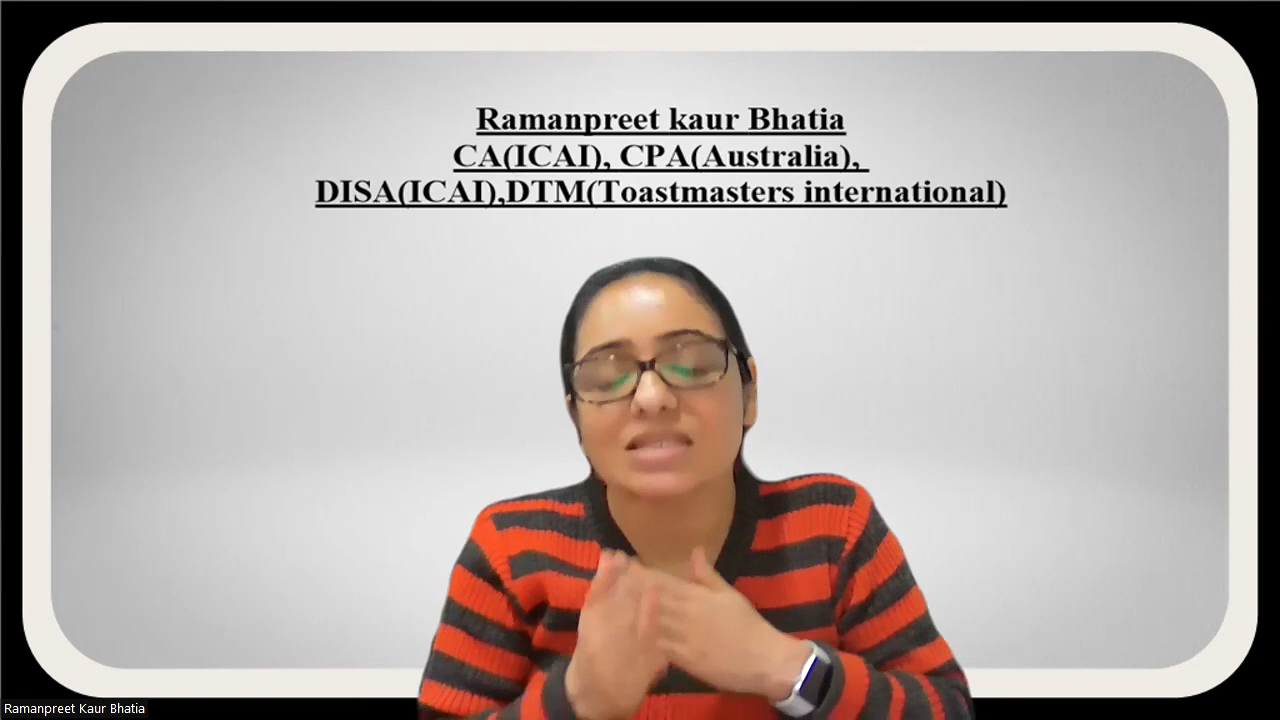 Ramanpreet kaur Bhatia
CA(ICAI), CPA(Australia),
DISA(ICAI),DTM(Toastmasters international)
Ramanpreet Kaur Bhatia